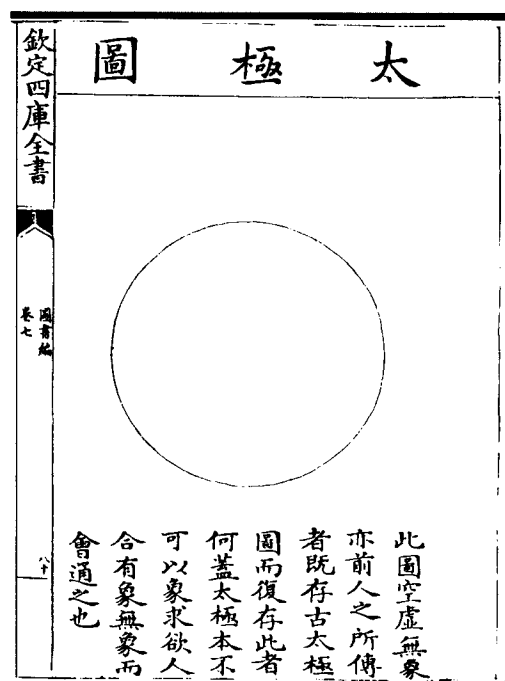 太極圖
此圖空虛無象
亦前人之所傳
者既存古太極
圖而復存此者
何蓋太極本不
可以象求欲人
合有象無象而
會通之也
欽定四庫全書
圖書編
卷七
八十